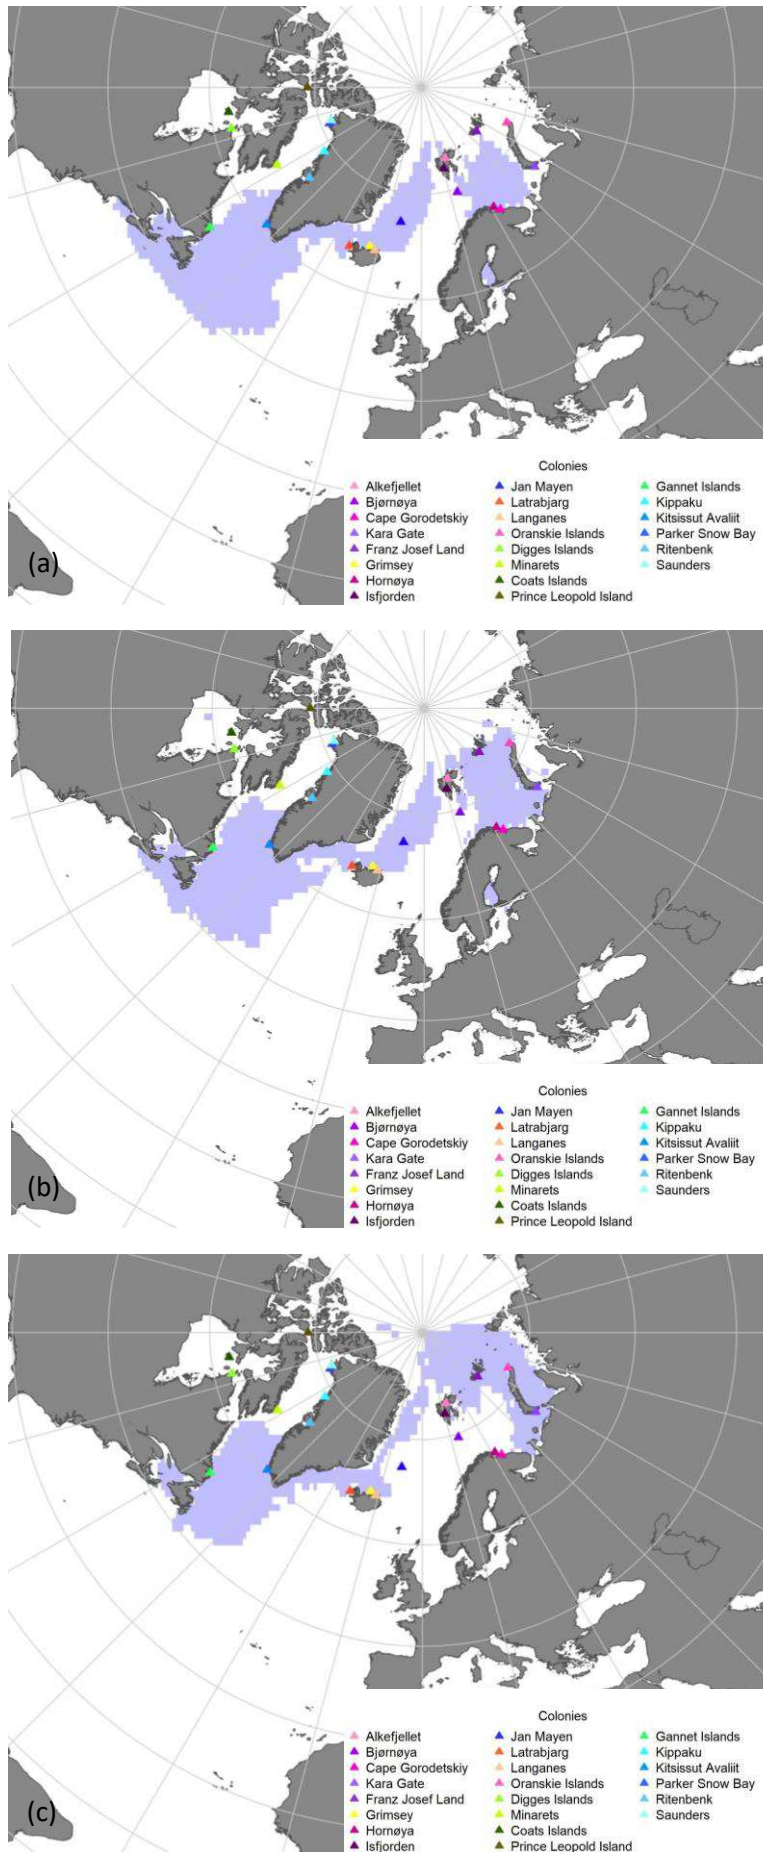 Colonies
Alkefjellet Jan Mayen Gannet Islands
Bjørnøya Latrabjarg Kippaku
Cape Gorodetskiy Langanes Kitsissut Avaliit
Kara Gate Oranskie Islands Parker Snow Bay
Franz Josef Land Digges Islands Ritenbenk
Grimsey Minarets Saunders
Hornøya Coats Islands
Isfjorden Prince Leopold Island
(a)
Colonies
Alkefjellet Jan Mayen Gannet Islands
Bjørnøya Latrabjarg Kippaku
Cape Gorodetskiy Langanes Kitsissut Avaliit
Kara Gate Oranskie Islands Parker Snow Bay
Franz Josef Land Digges Islands Ritenbenk
Grimsey Minarets Saunders
Hornøya Coats Islands
Isfjorden Prince Leopold Island
(b)
Colonies
Alkefjellet Jan Mayen Gannet Islands
Bjørnøya Latrabjarg Kippaku
Cape Gorodetskiy Langanes Kitsissut Avaliit
Kara Gate Oranskie Islands Parker Snow Bay
Franz Josef Land Digges Islands Ritenbenk
Grimsey Minarets Saunders
Hornøya Coats Islands
Isfjorden Prince Leopold Island
(c)